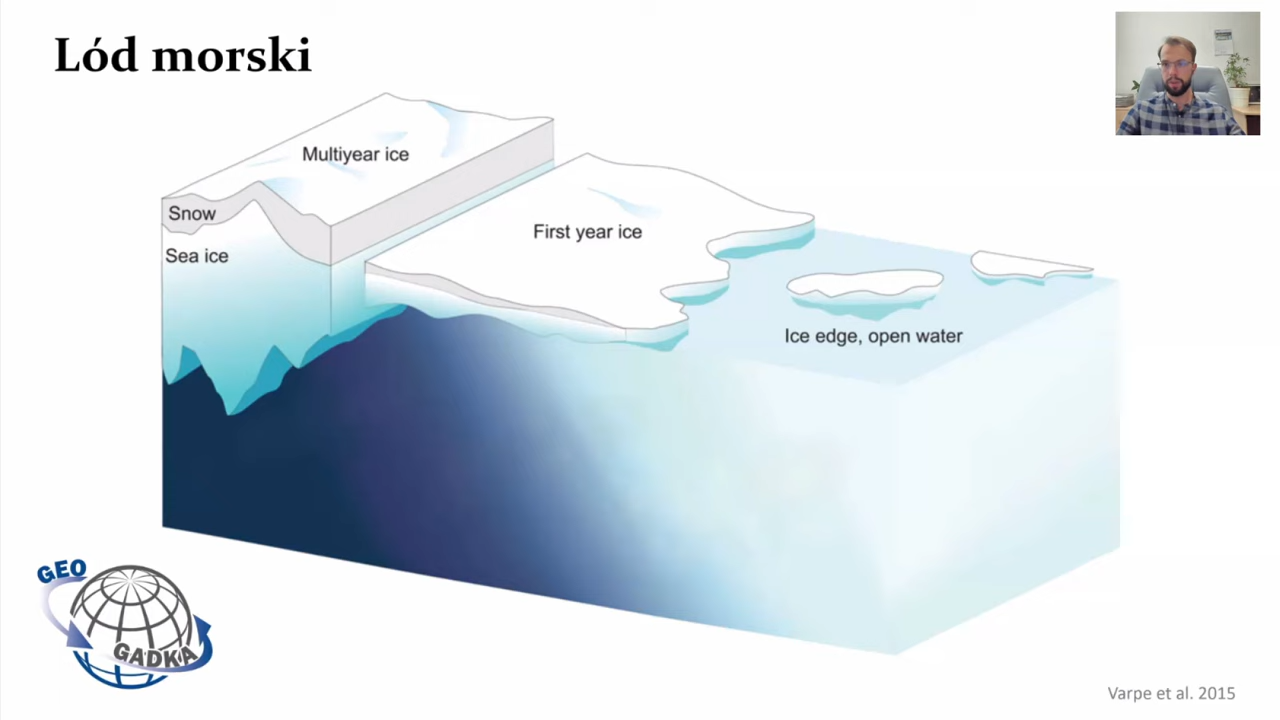 Lód morski
Multiyear ice
Snow
First year ice
Sea ice
Ice edge, open water
GEO
GADKA
Varpe et al. 2015